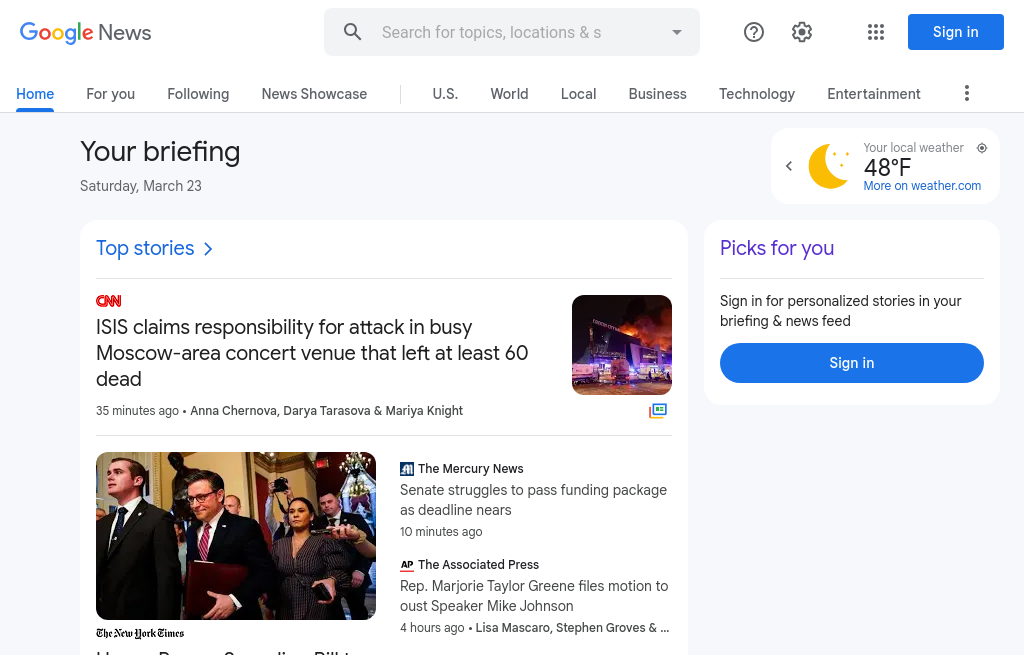 Google News
Search for topics, locations & s
Sign in
Home
For you
Following
News Showcase
U.S.
World
Local
Business
Technology
Entertainment
Your briefing
Saturday, March 23
Your local weather
48°F
More on weather.com
Top stories
CNN
ISIS claims responsibility for attack in busy
Moscow-area concert venue that left at least 60
dead
35 minutes ago • Anna Chernova, Darya Tarasova & Mariya Knight
The New York Times
The Mercury News
Senate struggles to pass funding package
as deadline nears
10 minutes ago
AP The Associated Press
Rep. Marjorie Taylor Greene files motion to
oust Speaker Mike Johnson
4 hours ago • Lisa Mascaro, Stephen Groves & ...
Picks for you
Sign in for personalized stories in your
briefing & news feed
Sign in